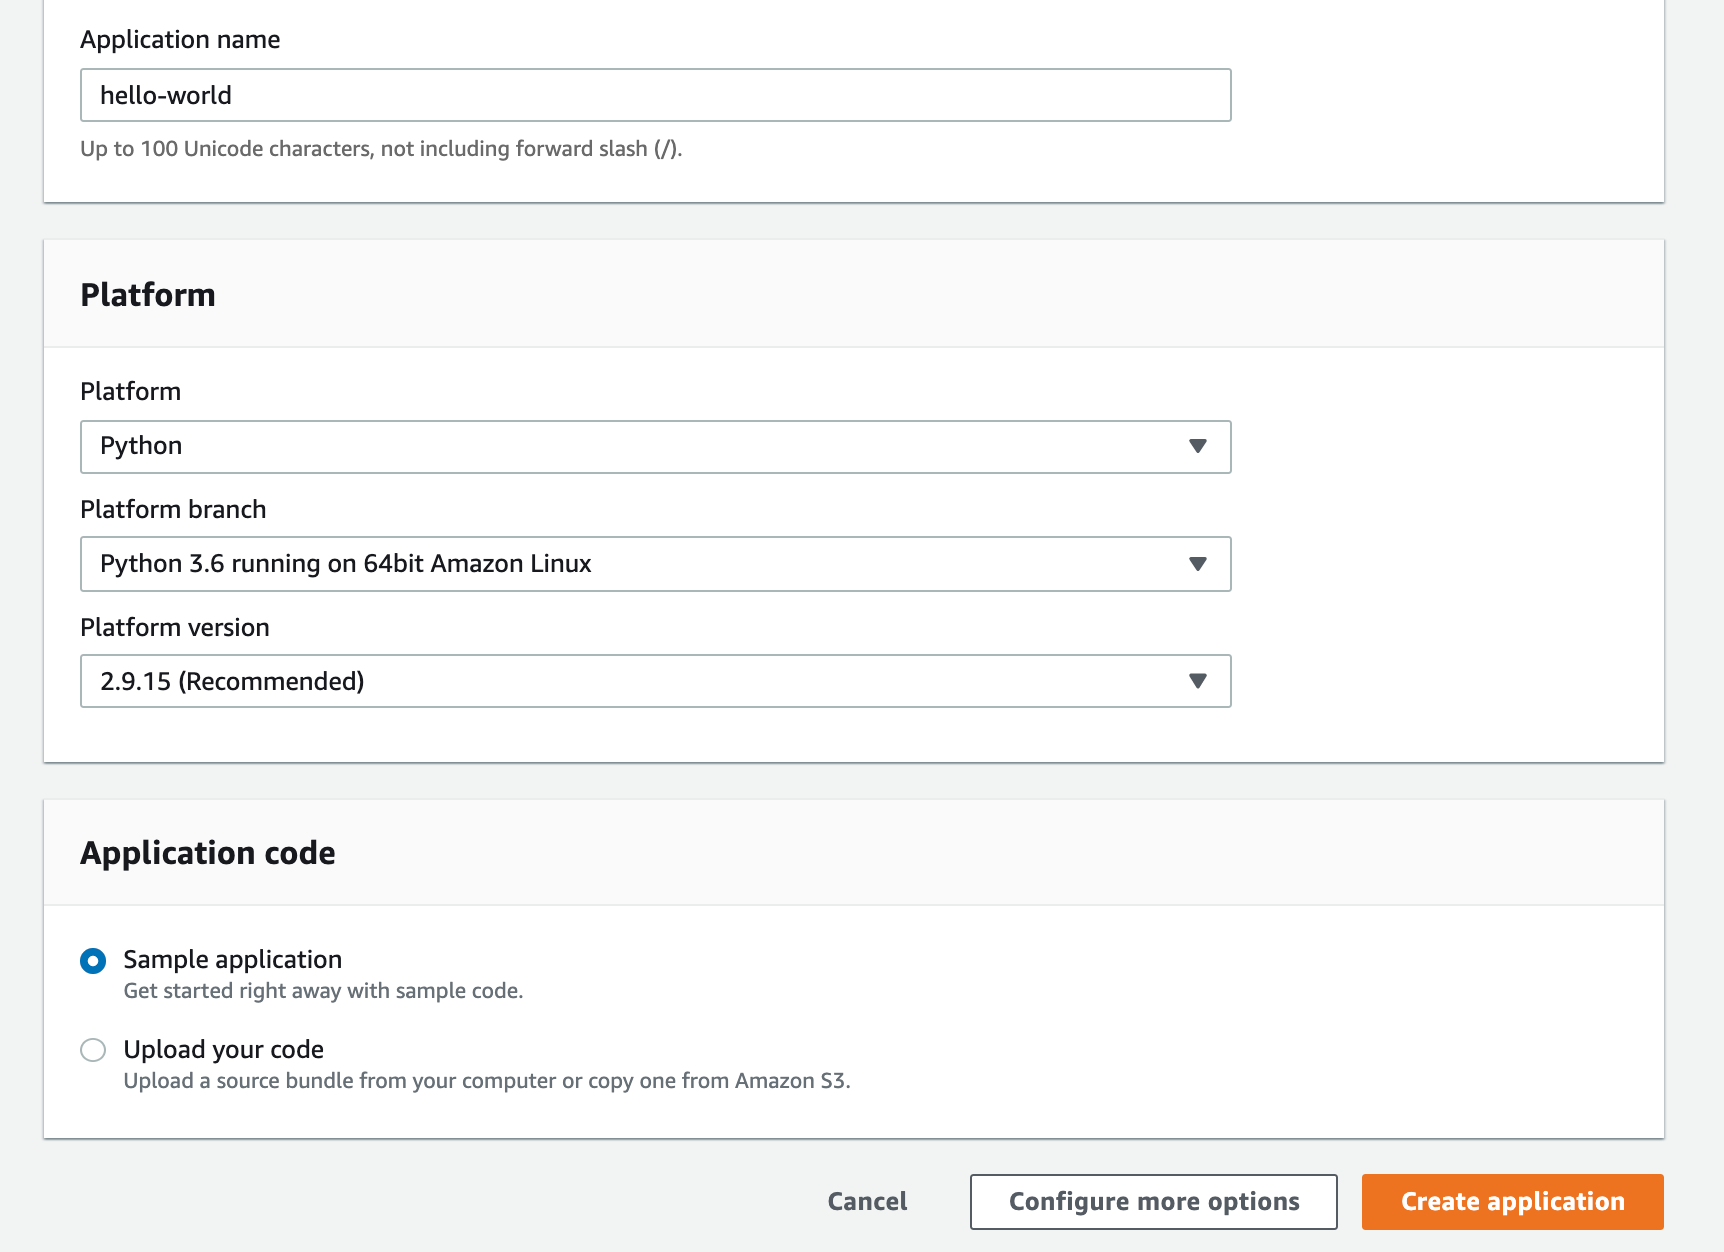 Application name
hello-world
Up to 100 Unicode characters, not including forward slash (/).
Platform
Platform
Python
Platform branch
Python 3.6 running on 64bit Amazon Linux
Platform version
2.9.15 (Recommended)
Application code
Sample application
Get started right away with sample code.
Upload your code
Upload a source bundle from your computer or copy one from Amazon S3.
Cancel
Configure more options
Create application